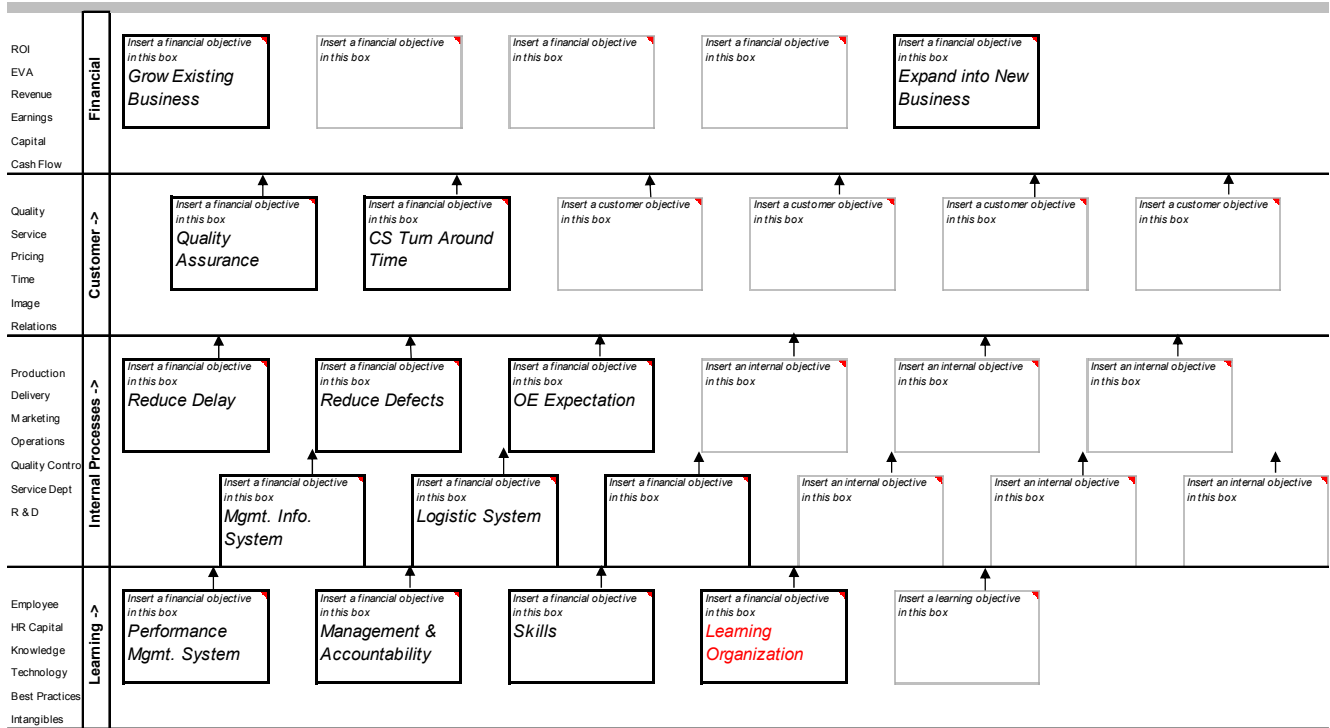 ROI
EVA
Revenue
Earnings
Capital
Cash Flow
Financial
Insert a financial objective
in this box
Grow Existing
Business
Insert a financial objective
in this box
Insert a financial objective
in this box
Insert a financial objective
in this box
Insert a financial objective
in this box
Expand into New
Business
Quality
Service
Pricing
Time
Image
Relations
Customer ->
Insert a financial objective
in this box
Quality
Assurance
Insert a financial objective
in this box
CS Turn Around
Time
Insert a customer objective
in this box
Insert a customer objective
in this box
Insert a customer objective
in this box
Insert a customer objective
in this box
Production
Delivery
Marketing
Operations
Quality Contro
Service Dept
R & D
Internal Processes ->
Insert a financial objective
in this box
Reduce Delay
Insert a financial objective
in this box
Reduce Defects
Insert a financial objective
in this box
OE Expectation
Insert an internal objective
in this box
Insert an internal objective
in this box
Insert an internal objective
in this box
Insert a financial objective
in this box
Mgmt. Info.
System
Insert a financial objective
in this box
Logistic System
Insert a financial objective
in this box
Insert an internal objective
in this box
Insert an internal objective
in this box
Insert an internal objective
in this box
Employee
HR Capital
Knowledge
Technology
Best Practices
Intangibles
Learning ->
Insert a financial objective
in this box
Performance
Mgmt. System
Insert a financial objective
in this box
Management &
Accountability
Insert a financial objective
in this box
Skills
Insert a financial objective
in this box
Learning
Organization
Insert a learning objective
in this box